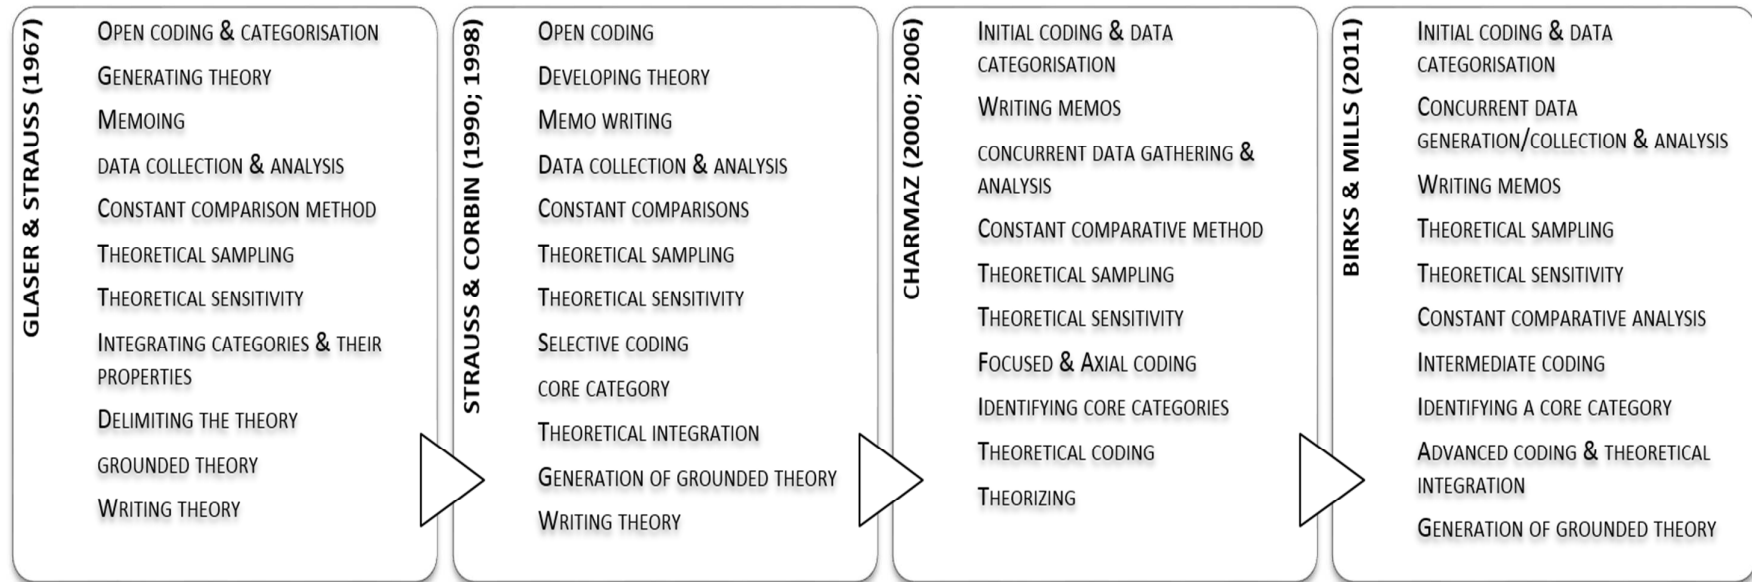 GLASER & STRAUSS (1967)
OPEN CODING & CATEGORISATION
GENERATING THEORY
MEMOING
DATA COLLECTION & ANALYSIS
CONSTANT COMPARISON METHOD
THEORETICAL SAMPLING
THEORETICAL SENSITIVITY
INTEGRATING CATEGORIES & THEIR
PROPERTIES
DELIMITING THE THEORY
GROUNDED THEORY
WRITING THEORY
STRAUSS & CORBIN (1990; 1998)
OPEN CODING
DEVELOPING THEORY
MEMO WRITING
DATA COLLECTION & ANALYSIS
CONSTANT COMPARISONS
THEORETICAL SAMPLING
THEORETICAL SENSITIVITY
SELECTIVE CODING
CORE CATEGORY
THEORETICAL INTEGRATION
GENERATION OF GROUNDED THEORY
WRITING THEORY
CHARMAZ (2000; 2006)
INITIAL CODING & DATA
CATEGORISATION
WRITING MEMOS
CONCURRENT DATA GATHERING &
ANALYSIS
CONSTANT COMPARATIVE METHOD
THEORETICAL SAMPLING
THEORETICAL SENSITIVITY
FOCUSED & AXIAL CODING
IDENTIFYING CORE CATEGORIES
THEORETICAL CODING
THEORIZING
BIRKS & MILLS (2011)
INITIAL CODING & DATA
CATEGORISATION
CONCURRENT DATA
GENERATION/COLLECTION & ANALYSIS
WRITING MEMOS
THEORETICAL SAMPLING
THEORETICAL SENSITIVITY
CONSTANT COMPARATIVE ANALYSIS
INTERMEDIATE CODING
IDENTIFYING A CORE CATEGORY
ADVANCED CODING & THEORETICAL
INTEGRATION
GENERATION OF GROUNDED THEORY